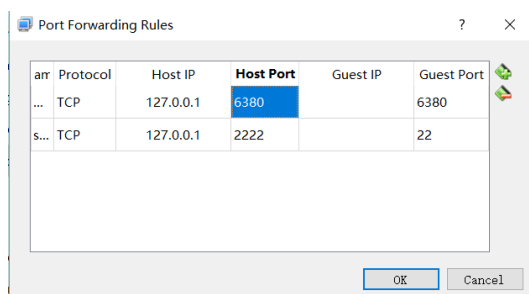 Port Forwarding Rules ? ×
am Protocol Host IP Host Port Guest IP Guest Port
... TCP 127.0.0.1 6380 6380
s... TCP 127.0.0.1 2222 22
OK Cancel